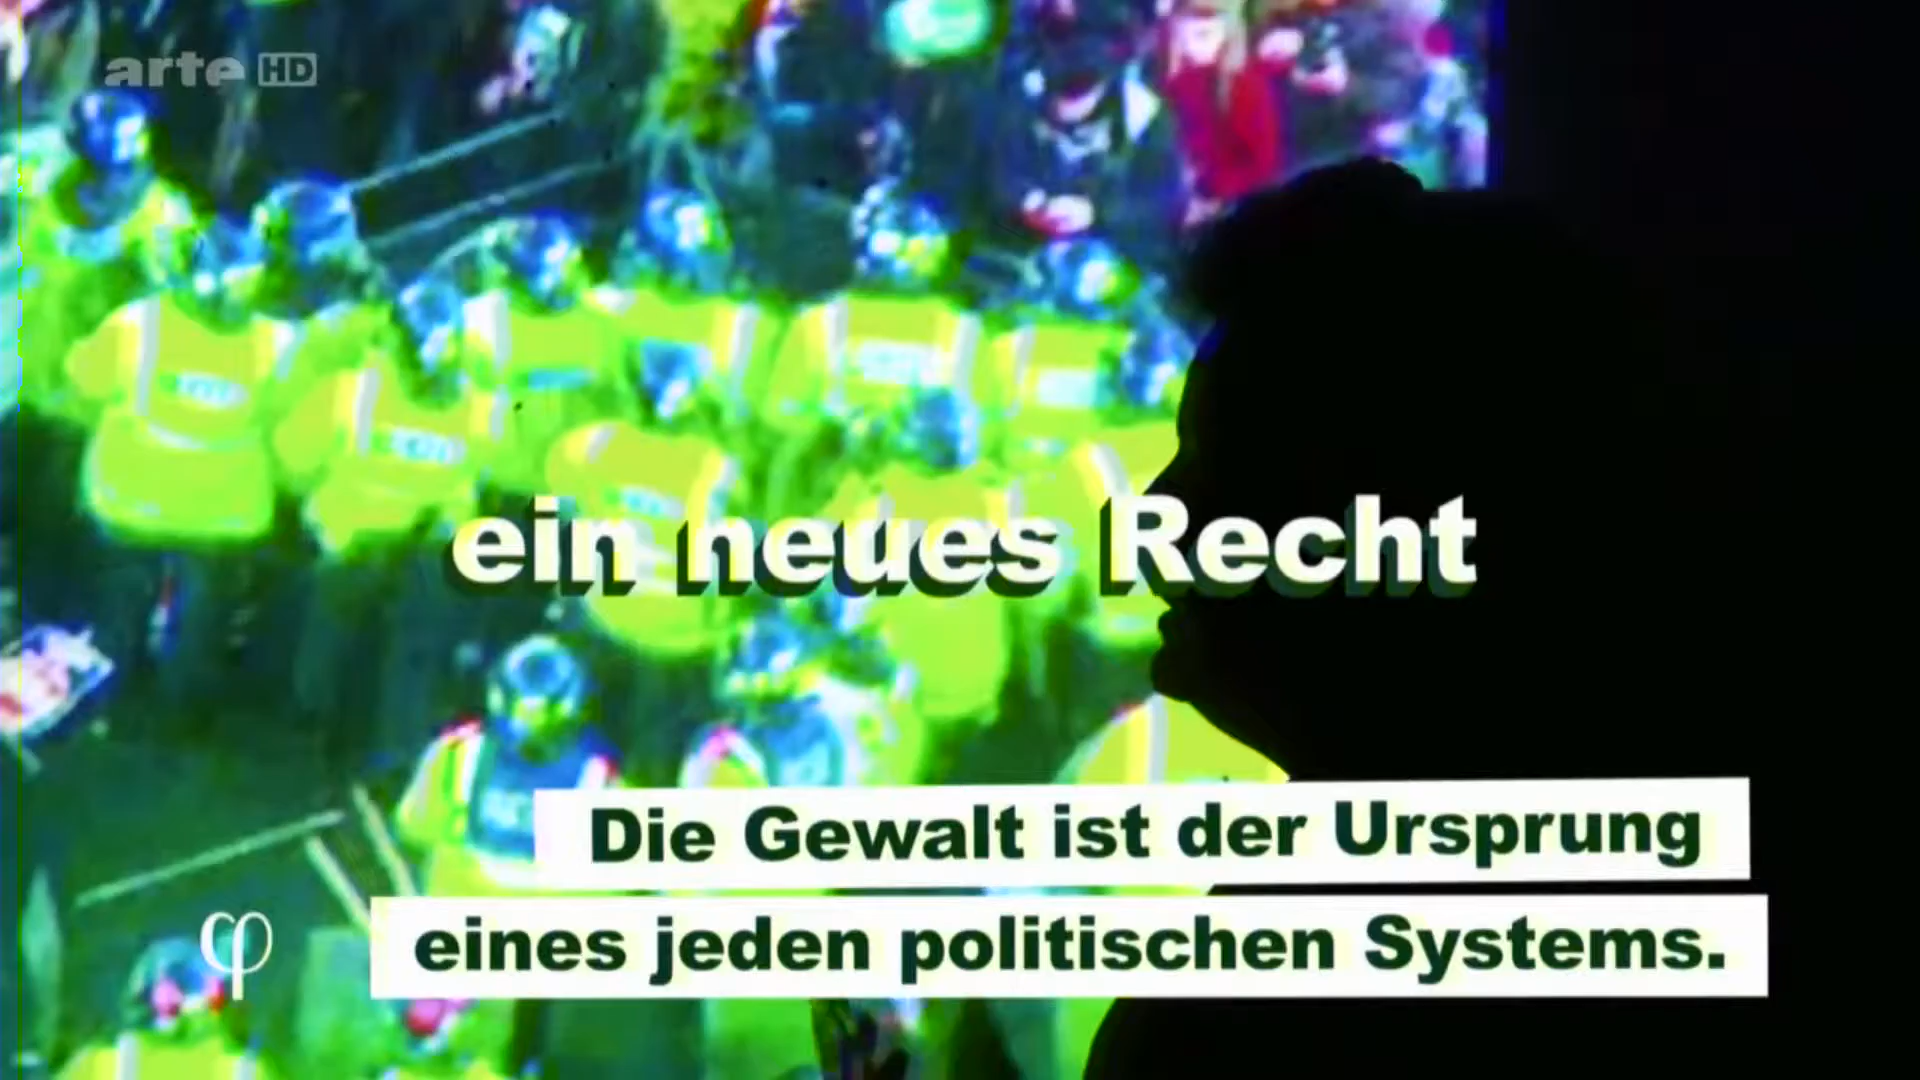 arte HD
ein neues Recht
Die Gewalt ist der Ursprung
φ
eines jeden politischen Systems.